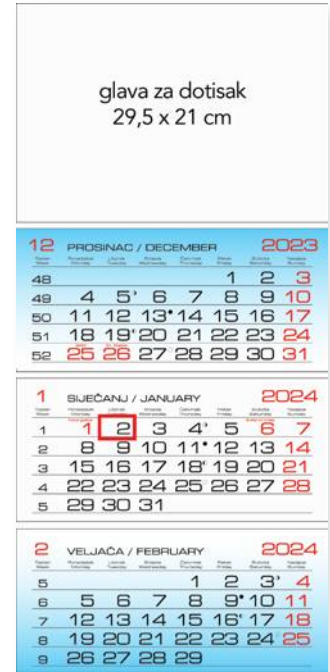 glava za dotisak
29,5 x 21 cm
12 PROSINAC / DECEMBER 2023
48 1 2 3
49 4 5 6 7 8 9 10
50 11 12 13 14 15 16 17
51 18 19 20 21 22 23 24
52 25 26 27 28 29 30 31
1 SIJEČANJ / JANUARY 2024
1 1 2 3 4 5 6 7
2 8 9 10 11 12 13 14
3 15 16 17 18 19 20 21
4 22 23 24 25 26 27 28
5 29 30 31
2 VELJAČA / FEBRUARY 2024
5 1 2 3 4
6 5 6 7 8 9 10 11
7 12 13 14 15 16 17 18
8 19 20 21 22 23 24 25
9 26 27 28 29